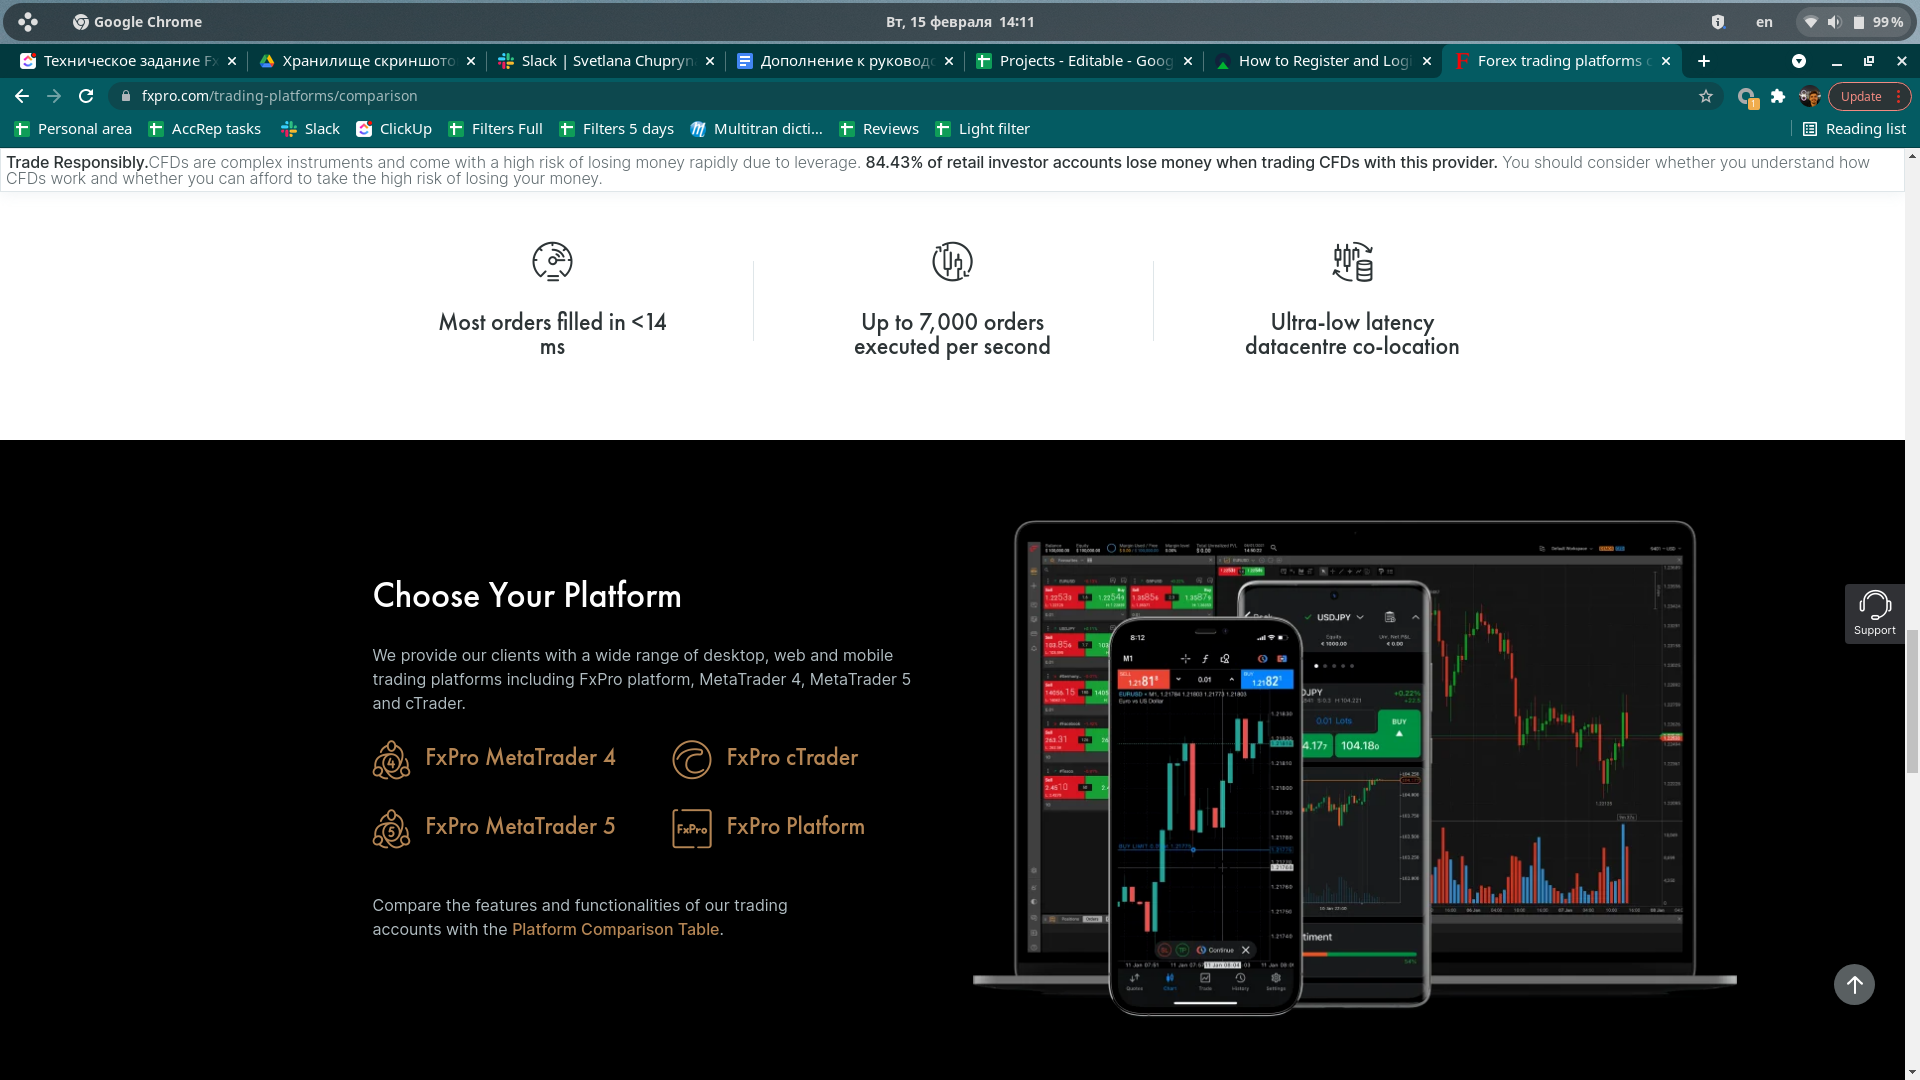 Google Chrome
Вт, 15 февраля 14:11
en
99 %
Техническое задание Fx
Хранилище скриншото
Slack | Svetlana Chupryn
Дополнение к руководс
Projects - Editable - Goog
How to Register and Logi
Forex trading platforms c
fxpro.com/trading-platforms/comparison
1
Update
Personal area
AccRep tasks
Slack
ClickUp
Filters Full
Filters 5 days
Multitran dicti...
Reviews
Light filter
Reading list
Trade Responsibly.CFDs are complex instruments and come with a high risk of losing money rapidly due to leverage. 84.43% of retail investor accounts lose money when trading CFDs with this provider. You should consider whether you understand how
CFDs work and whether you can afford to take the high risk of losing your money.
Most orders filled in <14
ms
Up to 7,000 orders
executed per second
Ultra-low latency
datacentre co-location
Choose Your Platform
We provide our clients with a wide range of desktop, web and mobile
trading platforms including FxPro platform, MetaTrader 4, MetaTrader 5
and cTrader.
4
FxPro MetaTrader 4
FxPro cTrader
5
FxPro MetaTrader 5
FxPro
FxPro Platform
Compare the features and functionalities of our trading
accounts with the Platform Comparison Table.
Support
8:12
M1
USDJPY
0.01
0.01 Lots
BUY
104.180
+0.22%
Continue
Quotes
Chart
Trade
History
Settings